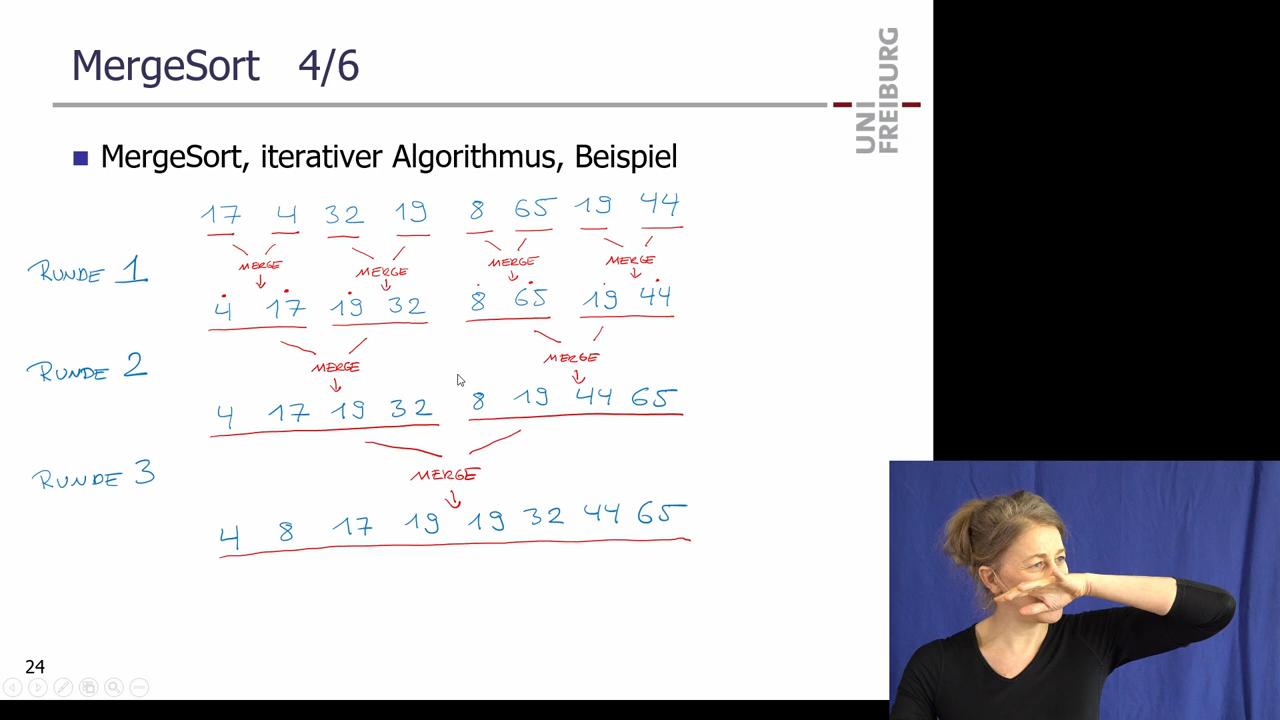 MergeSort 4/6
UNI
FREIBURG
MergeSort, iterativer Algorithmus, Beispiel
17 4 32 19 8 65 19 44
RUNDE 1
MERGE MERGE MERGE MERGE
4 17 19 32 8 65 19 44
RUNDE 2
MERGE MERGE
4 17 19 32 8 19 44 65
RUNDE 3
MERGE
4 8 17 19 19 32 44 65
24